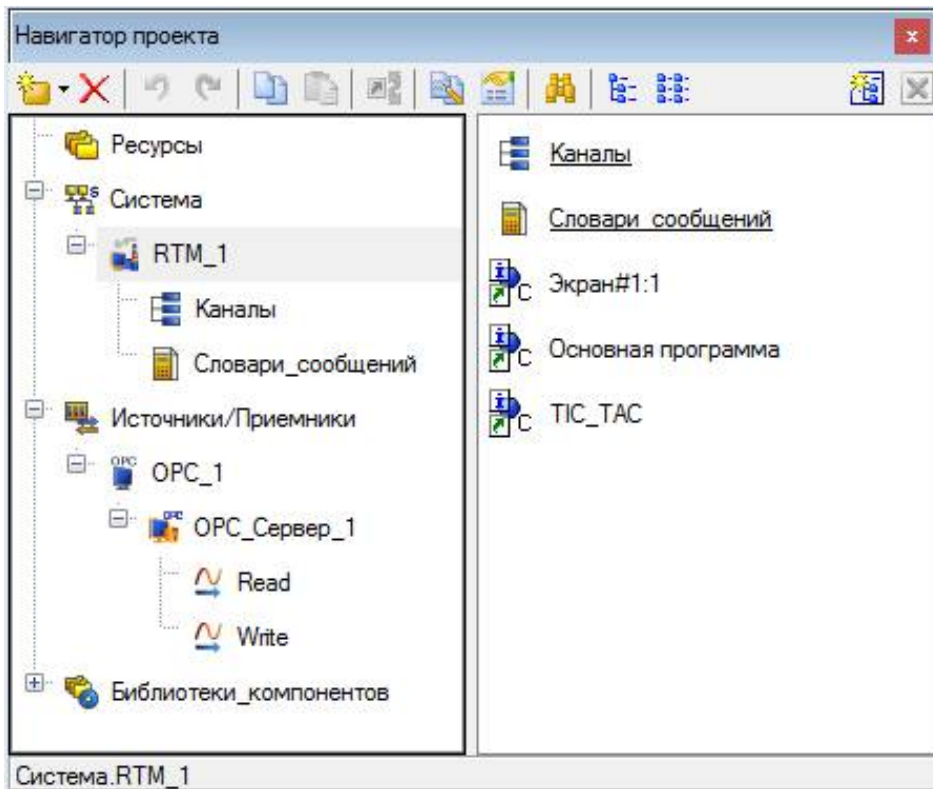 Навигатор проекта
Ресурсы
Система
RTM_1
Каналы
Словари_сообщений
Источники/Приемники
OPC
OPC_1
OPC_Сервер_1
Read
Write
Библиотеки_компонентов
Каналы
Словари_сообщений
C Экран#1:1
C Основная программа
C TIC_TAC
Система.RTM_1